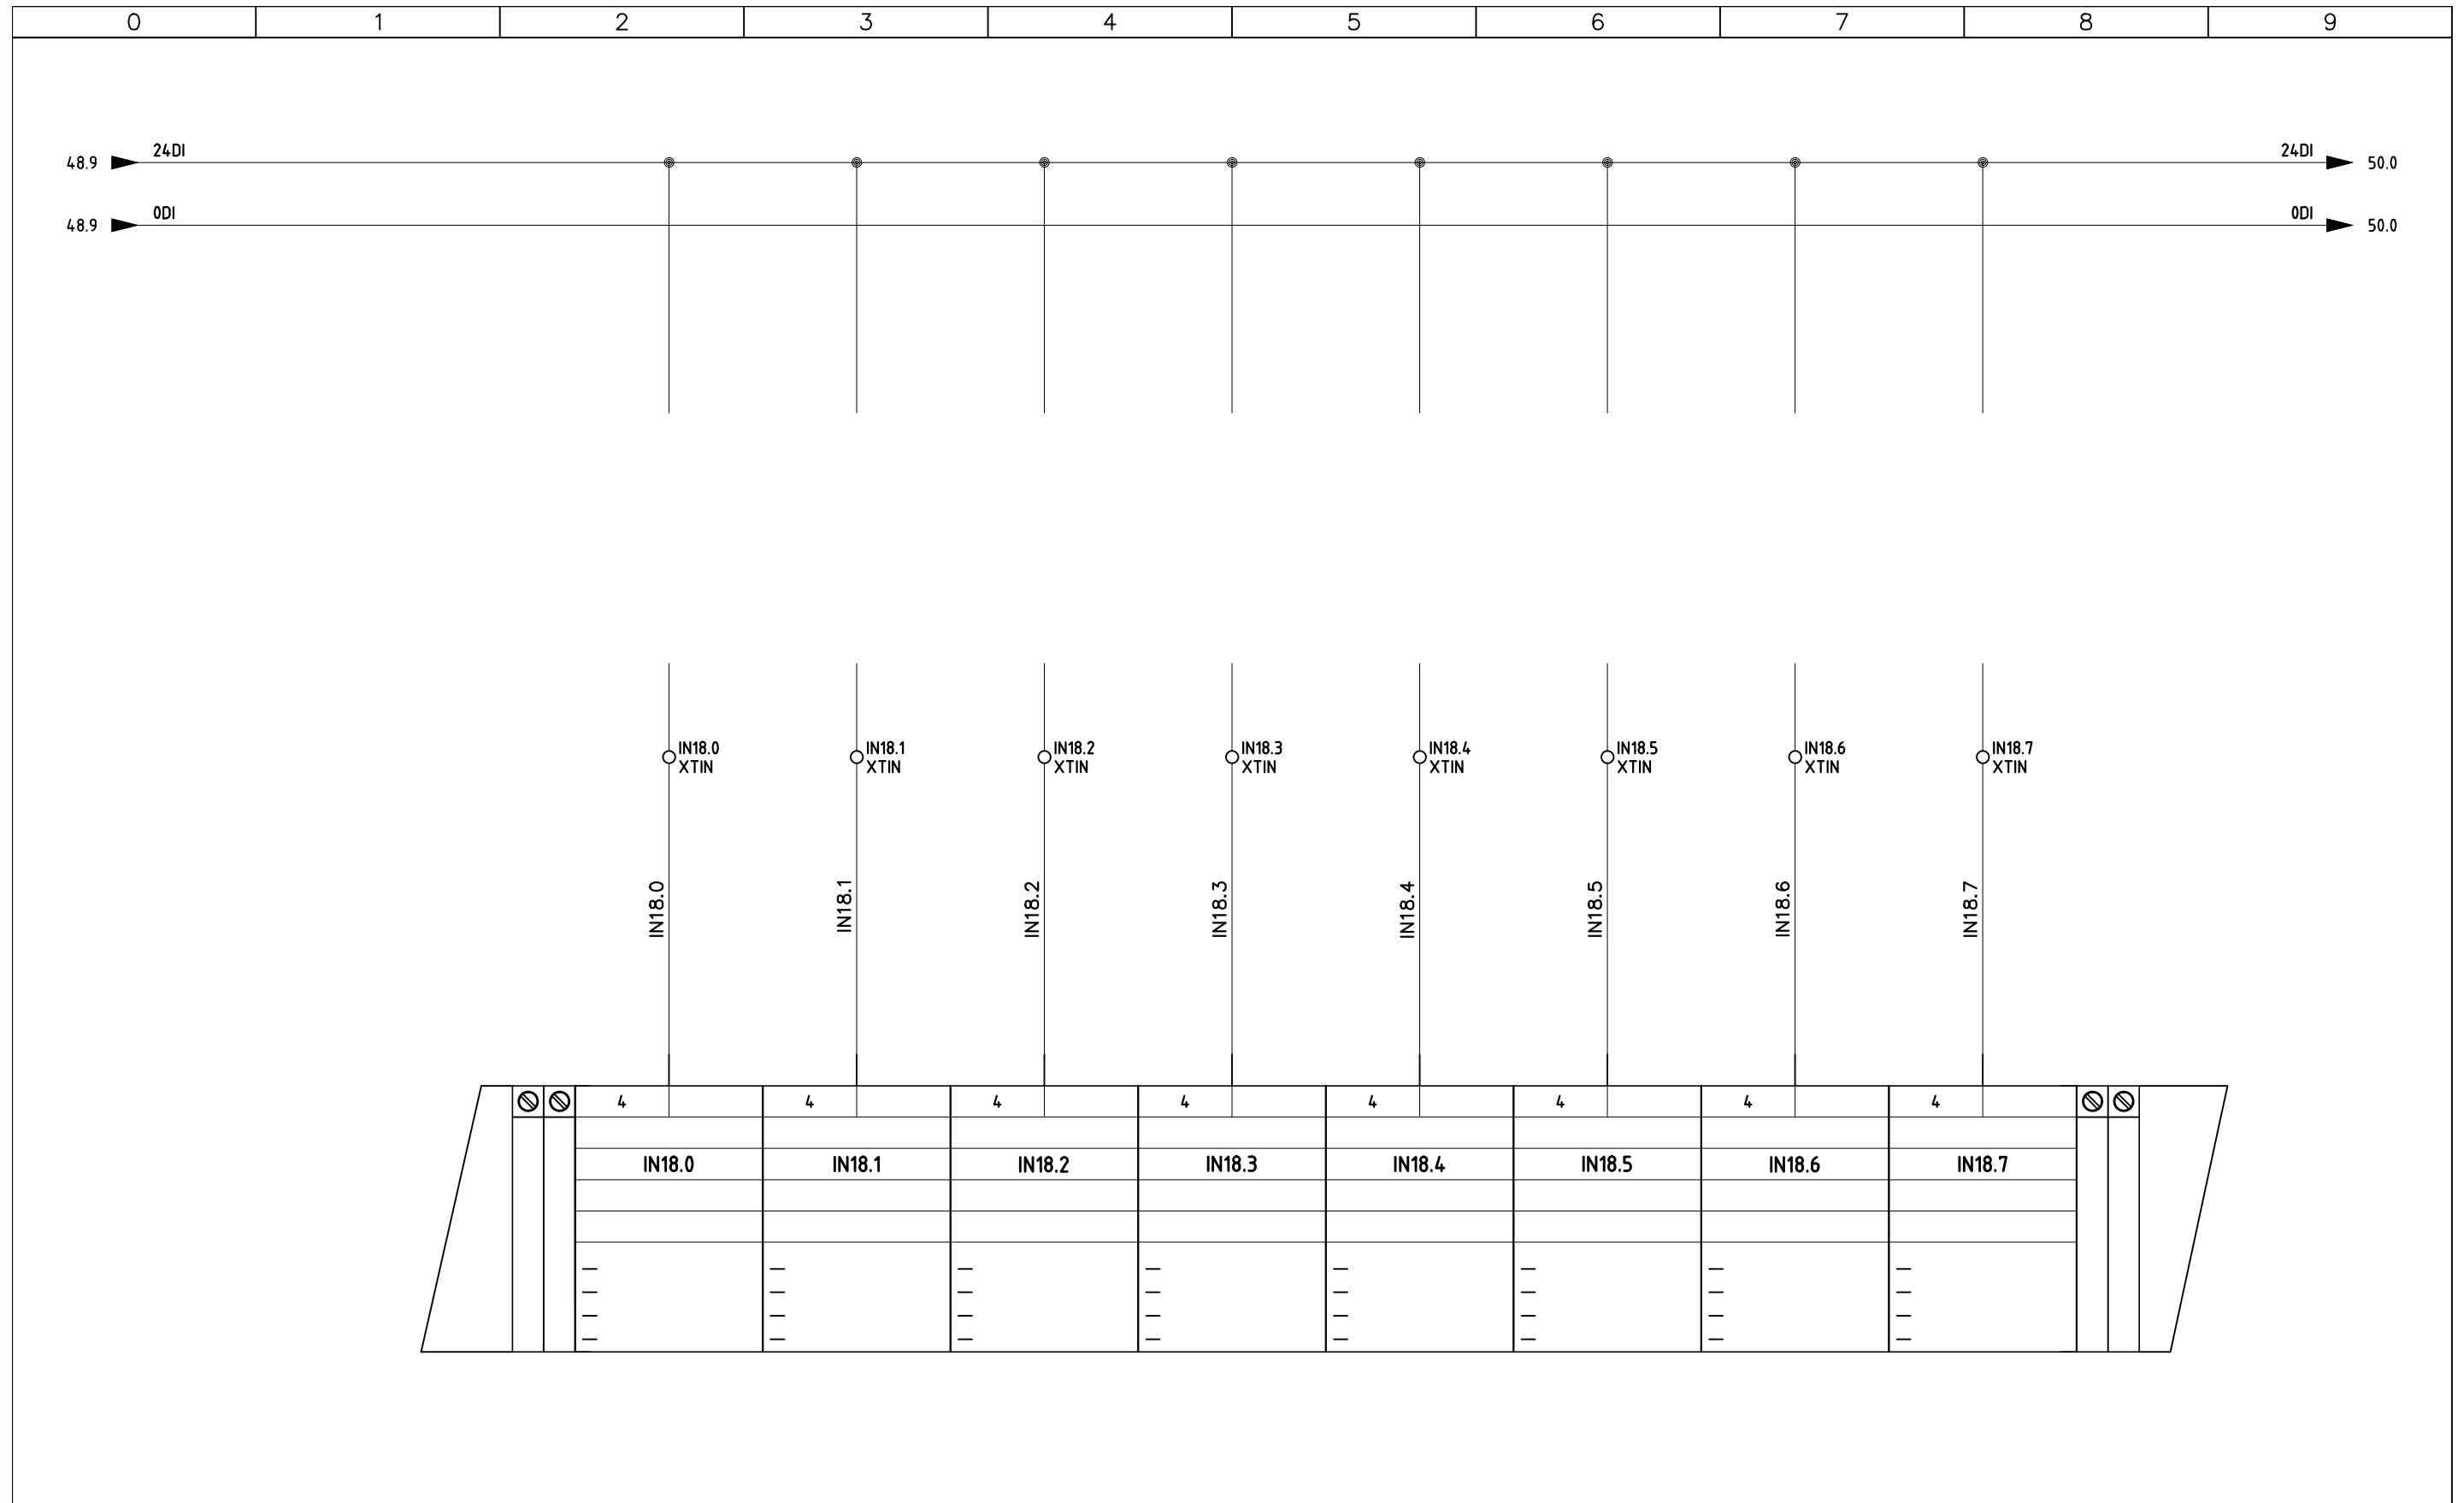 0 1 2 3 4 5 6 7 8 9
24DI 24DI
48.9 50.0
0DI 0DI
48.9 50.0
IN18.0 IN18.1 IN18.2 IN18.3 IN18.4 IN18.5 IN18.6 IN18.7
XTIN XTIN XTIN XTIN XTIN XTIN XTIN XTIN
IN18.0 IN18.1 IN18.2 IN18.3 IN18.4 IN18.5 IN18.6 IN18.7
4 4 4 4 4 4 4 4
IN18.0 IN18.1 IN18.2 IN18.3 IN18.4 IN18.5 IN18.6 IN18.7